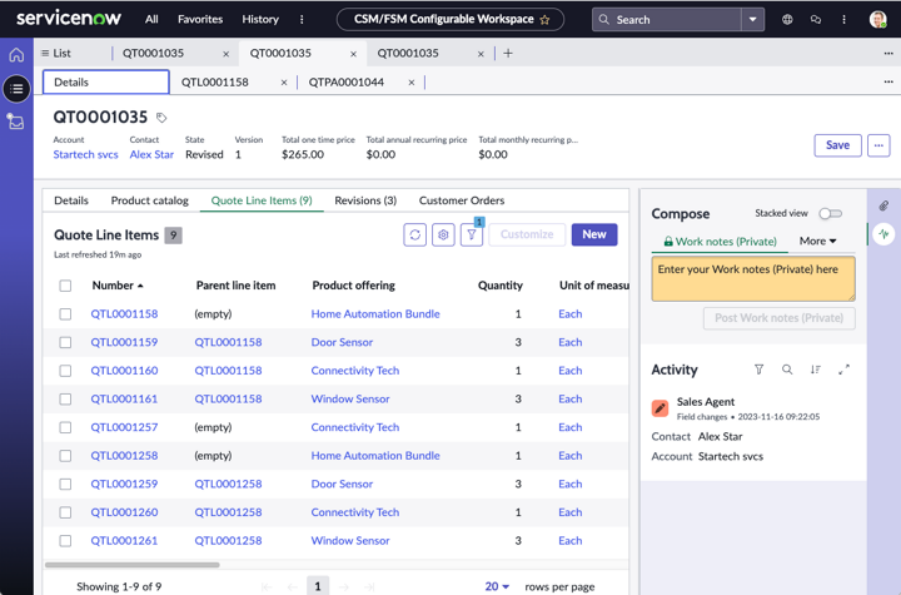 servicenow All Favorites History CSM/FSM Configurable Workspace Search
List QT0001035 × QT0001035 × QT0001035 × +
Details QTL0001158 × QTPA0001044 ×
QT0001035
Account Contact State Version Total one time price Total annual recurring price Total monthly recurring p...
Startech svcs Alex Star Revised 1 $265.00 $0.00 $0.00
Save ...
Details Product catalog Quote Line Items (9) Revisions (3) Customer Orders
Quote Line Items 9
Last refreshed 19m ago
1
Customize New
Number Parent line item Product offering Quantity Unit of measu
QTL0001158 (empty) Home Automation Bundle 1 Each
QTL0001159 QTL0001158 Door Sensor 3 Each
QTL0001160 QTL0001158 Connectivity Tech 1 Each
QTL0001161 QTL0001158 Window Sensor 3 Each
QTL0001257 (empty) Connectivity Tech 1 Each
QTL0001258 (empty) Home Automation Bundle 1 Each
QTL0001259 QTL0001258 Door Sensor 3 Each
QTL0001260 QTL0001258 Connectivity Tech 1 Each
QTL0001261 QTL0001258 Window Sensor 3 Each
Showing 1-9 of 9 1 20 rows per page
Compose Stacked view
Work notes (Private) More
Enter your Work notes (Private) here
Post Work notes (Private)
Activity
Sales Agent
Field changes • 2023-11-16 09:22:05
Contact Alex Star
Account Startech svcs